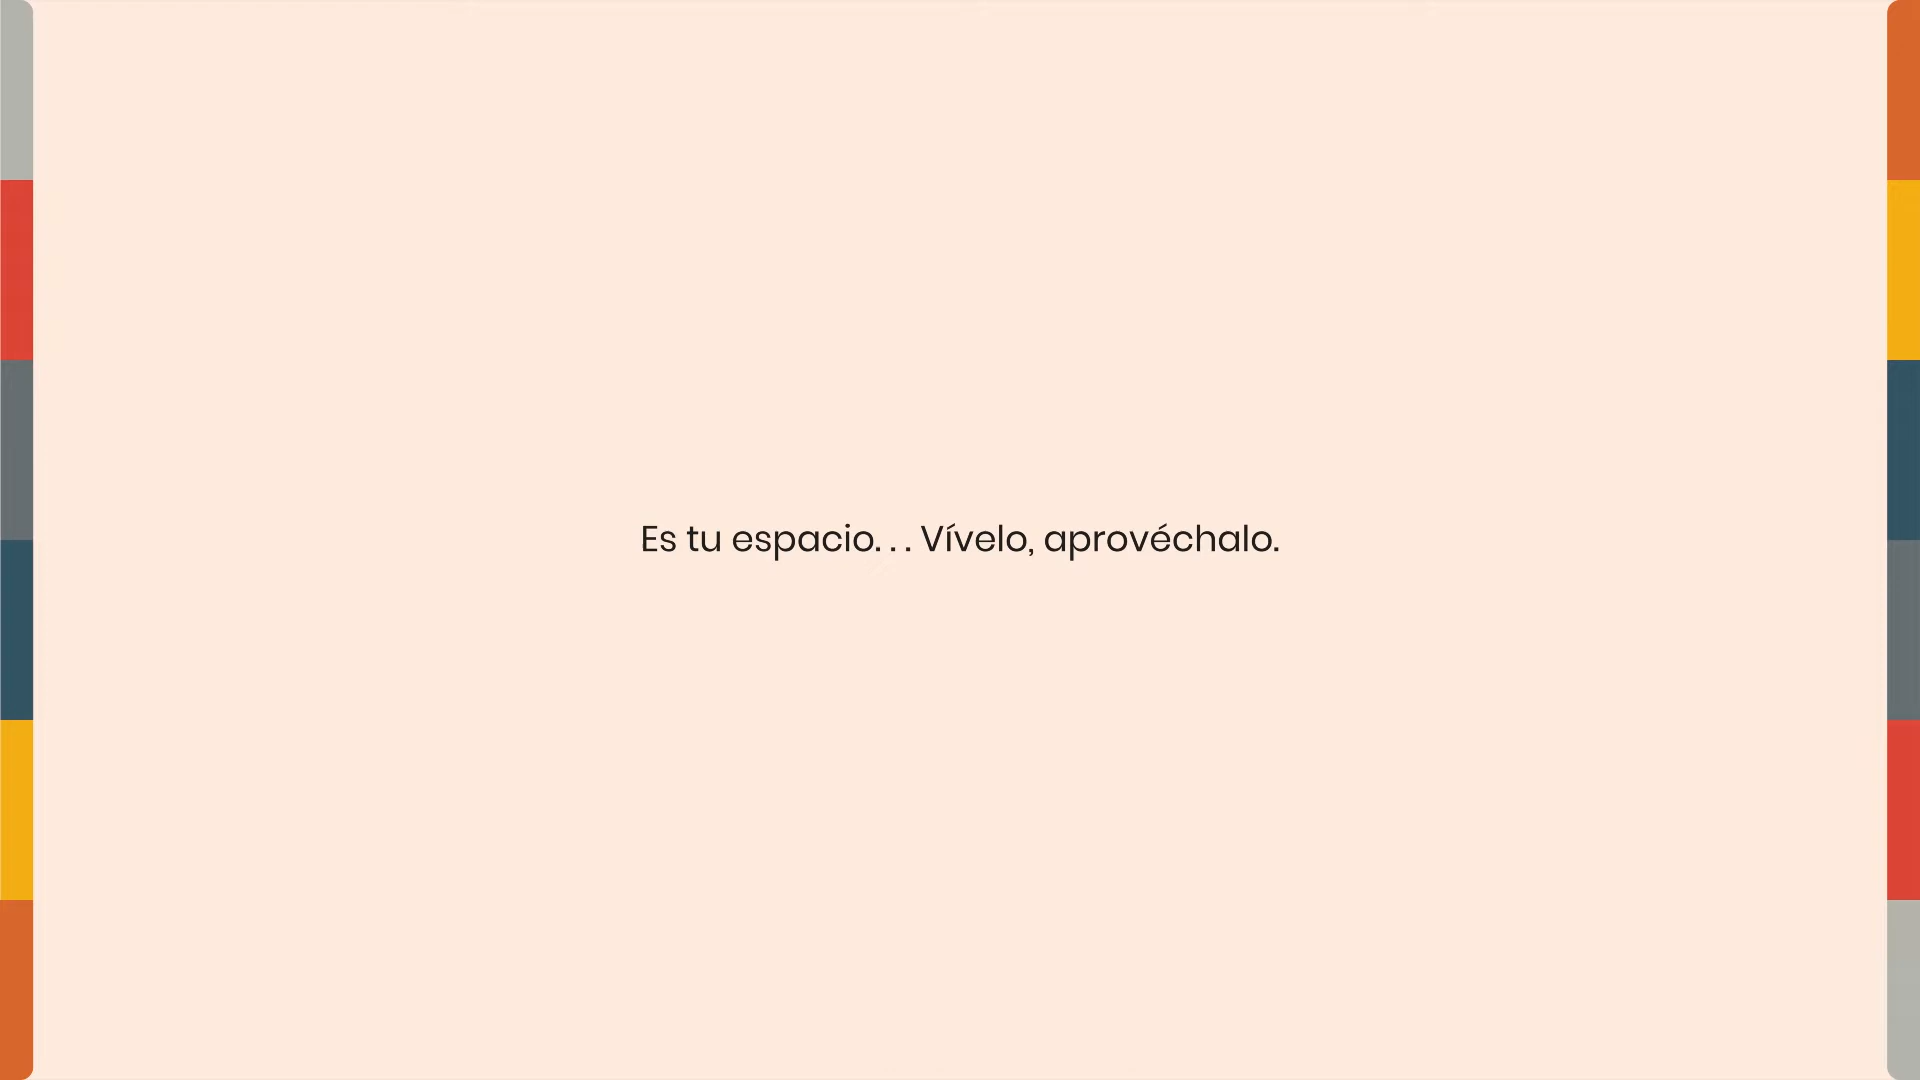 Es tu espacio. . . Vívelo, aprovéchalo.